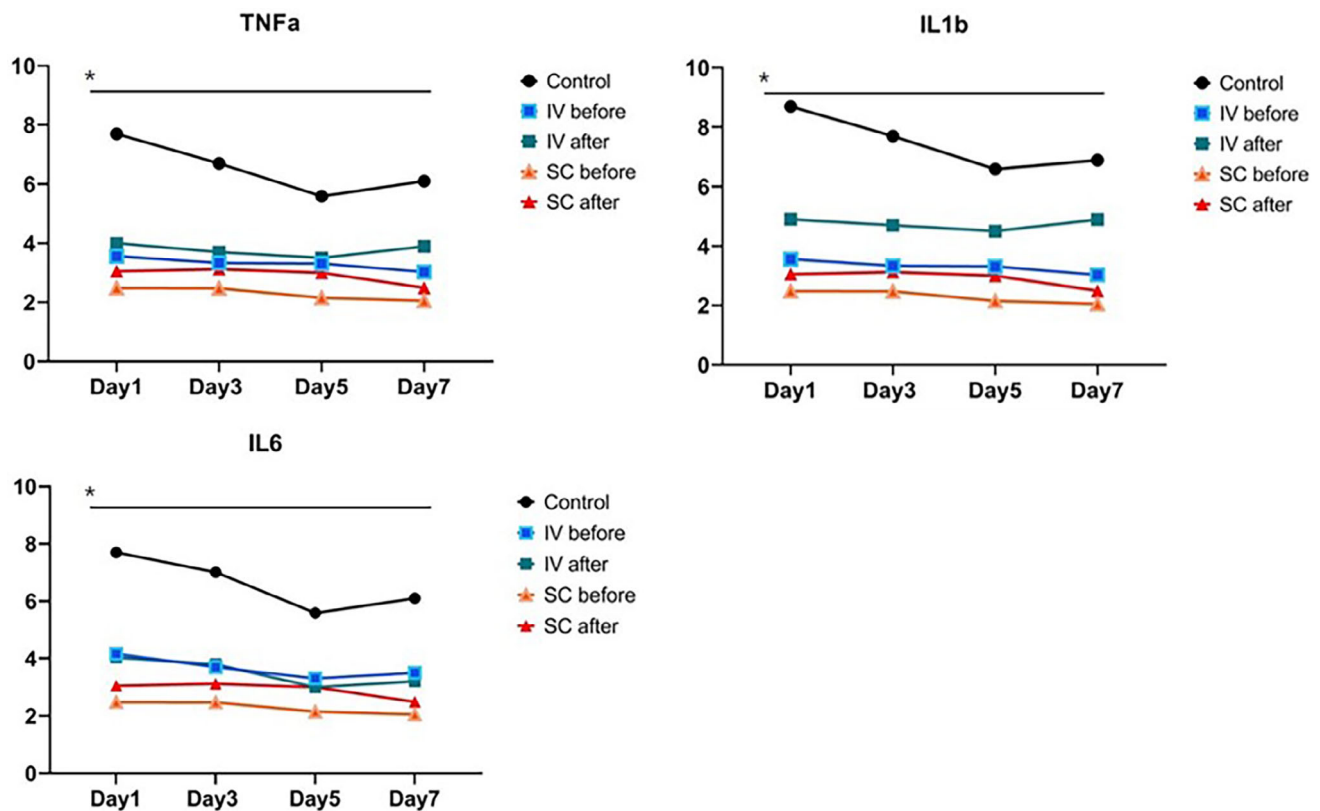 TNFa
10
8
6
4
2
0
*
Day1 Day3 Day5 Day7
Control
IV before
IV after
SC before
SC after
IL1b
10
8
6
4
2
0
*
Day1 Day3 Day5 Day7
Control
IV before
IV after
SC before
SC after
IL6
10
8
6
4
2
0
*
Day1 Day3 Day5 Day7
Control
IV before
IV after
SC before
SC after